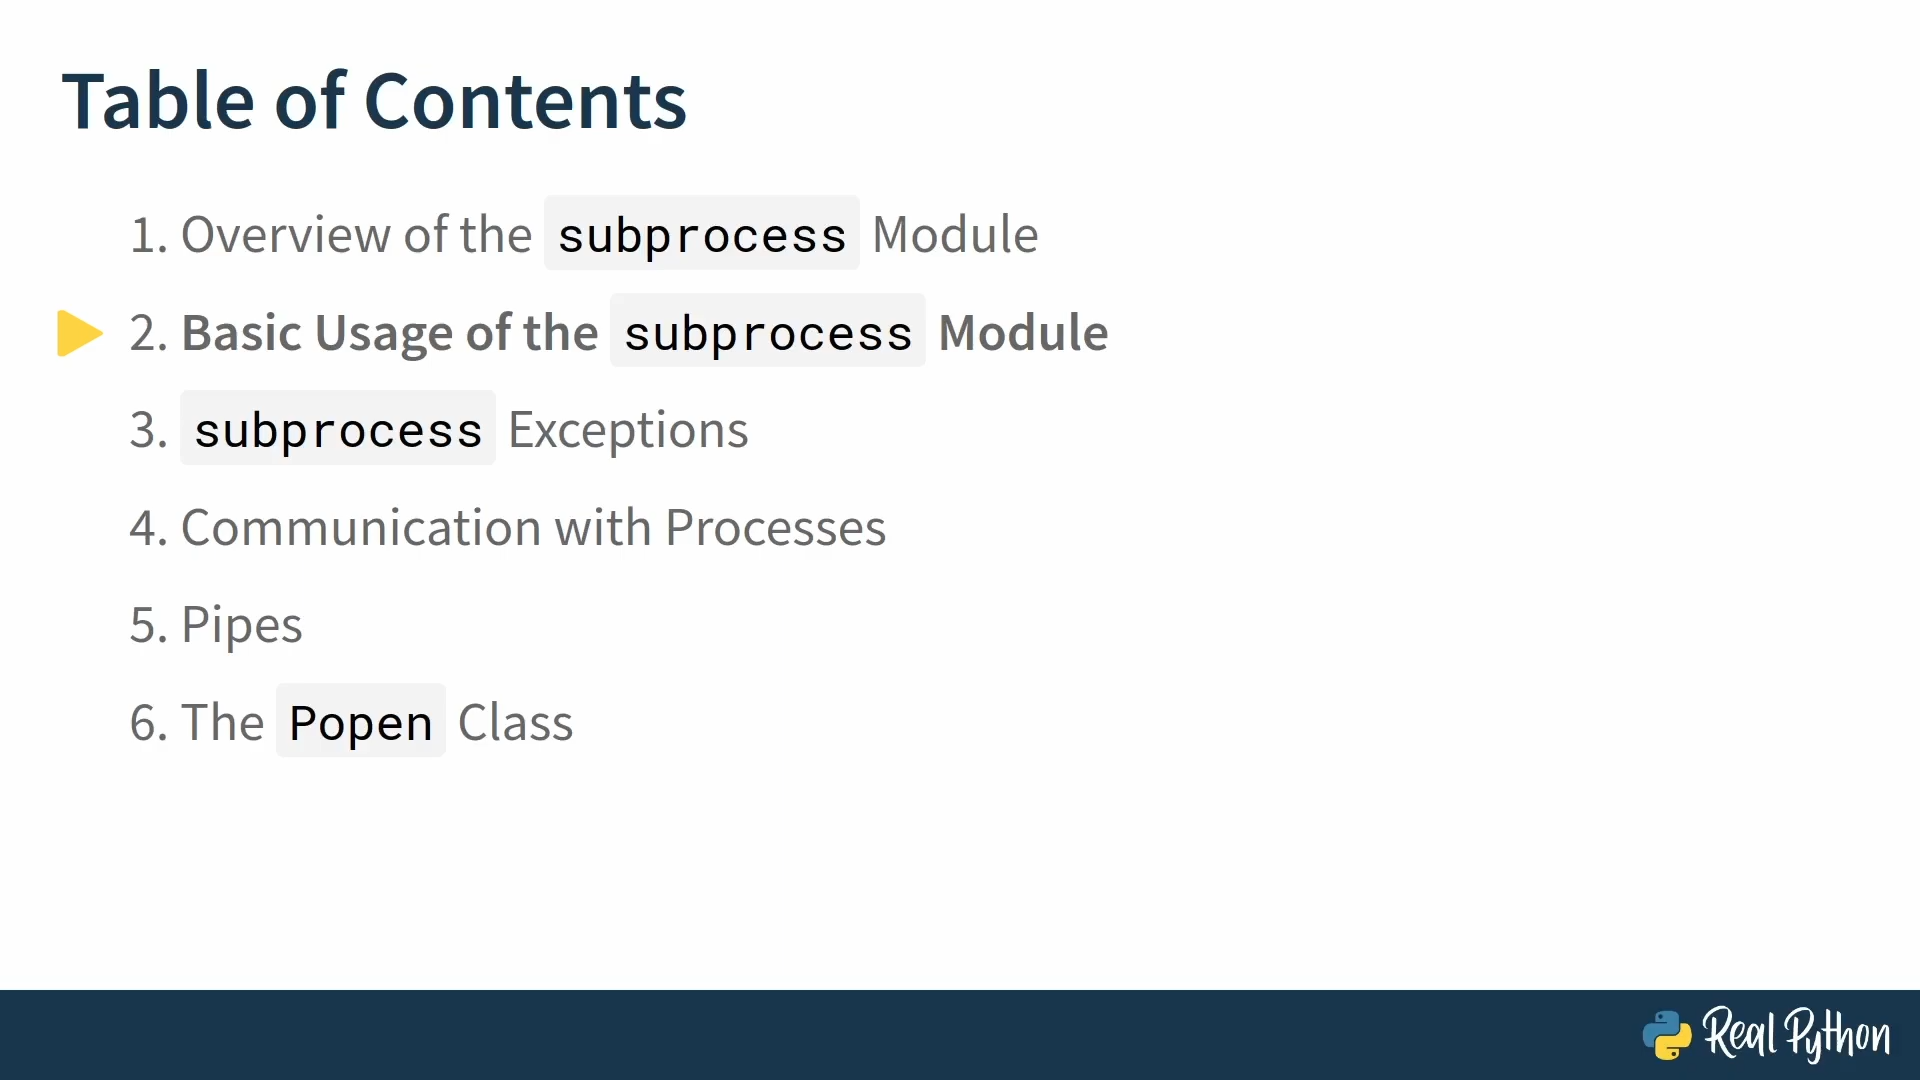 Table of Contents
1. Overview of the subprocess Module
2. Basic Usage of the subprocess Module
3. subprocess Exceptions
4. Communication with Processes
5. Pipes
6. The Popen Class
Real Python